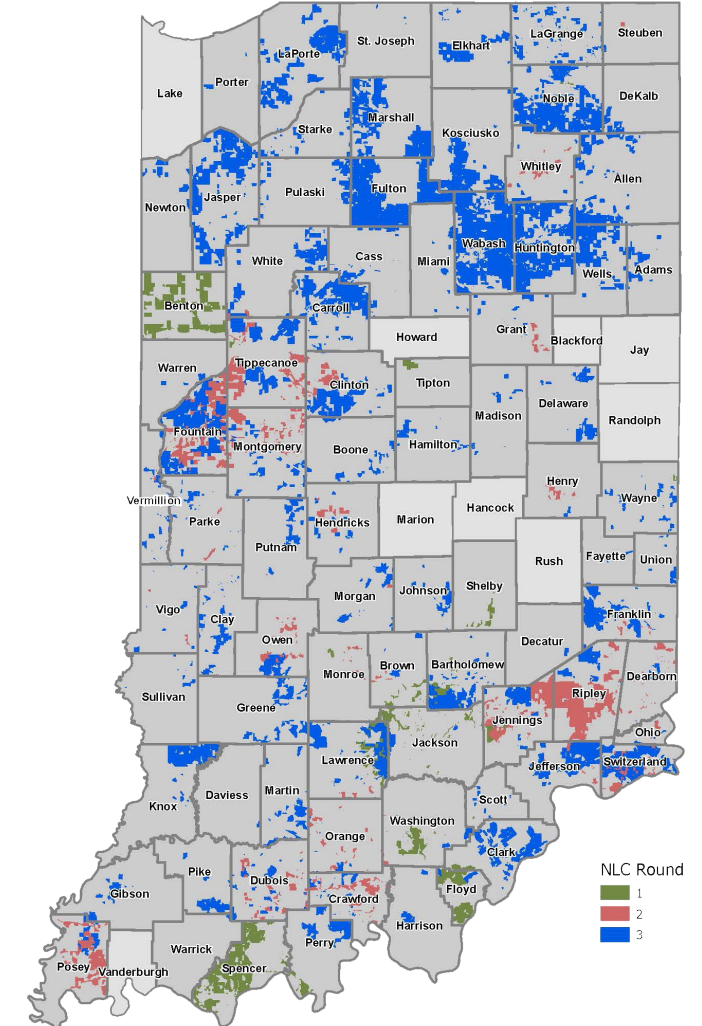 LaPorte
St. Joseph
Elkhart
LaGrange
Steuben
Lake
Porter
Noble
DeKalb
Starke
Marshall
Kosciusko
Whitley
Allen
Newton
Jasper
Pulaski
Fulton
White
Cass
Miami
Wabash
Huntington
Wells
Adams
Benton
Carroll
Howard
Grant
Blackford
Jay
Warren
Tippecanoe
Clinton
Tipton
Fountain
Montgomery
Boone
Hamilton
Madison
Delaware
Randolph
Vermillion
Parke
Putnam
Hendricks
Marion
Hancock
Henry
Wayne
Vigo
Clay
Owen
Morgan
Johnson
Shelby
Rush
Fayette
Union
Franklin
Decatur
Sullivan
Greene
Monroe
Brown
Bartholomew
Jennings
Ripley
Dearborn
Ohio
Knox
Daviess
Martin
Lawrence
Jackson
Scott
Jefferson
Switzerland
Gibson
Pike
Dubois
Orange
Washington
Clark
Crawford
Floyd
Harrison
Perry
Posey
Vanderburgh
Warrick
Spencer
NLC Round
1
2
3